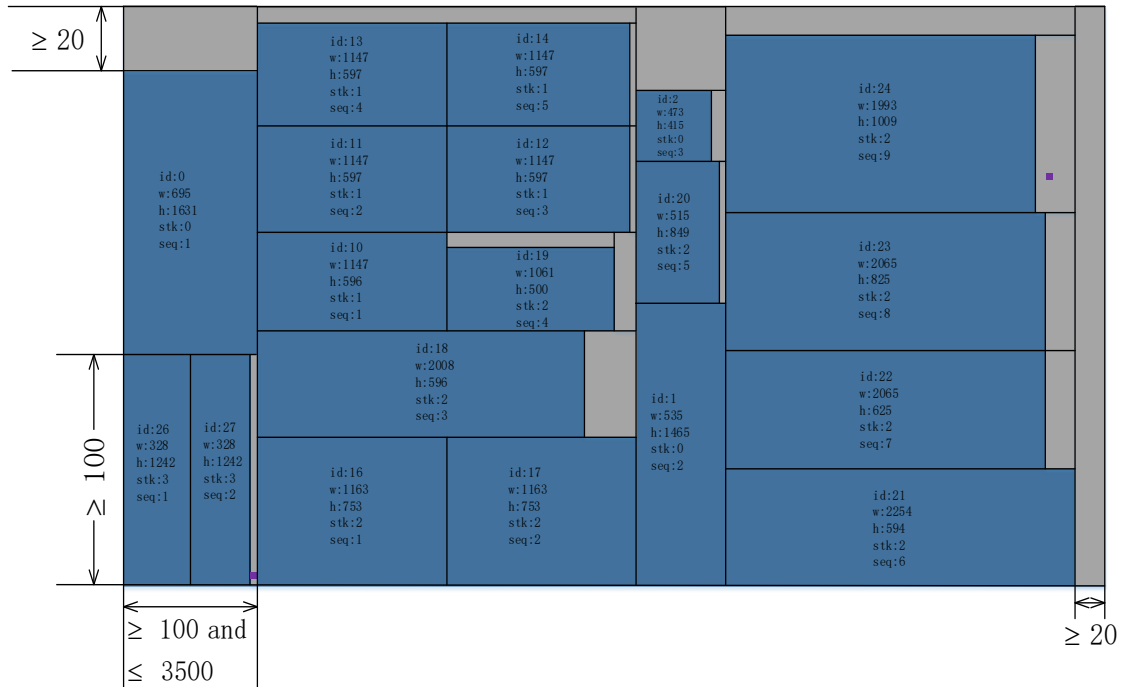 ≥ 20
id:0
w:695
h:1631
stk:0
seq:1
id:26
w:328
h:1242
stk:3
seq:1
id:27
w:328
h:1242
stk:3
seq:2
≥ 100
≥ 100 and
≤ 3500
id:13
w:1147
h:597
stk:1
seq:4
id:14
w:1147
h:597
stk:1
seq:5
id:11
w:1147
h:597
stk:1
seq:2
id:12
w:1147
h:597
stk:1
seq:3
id:10
w:1147
h:596
stk:1
seq:1
id:19
w:1061
h:500
stk:2
seq:4
id:18
w:2008
h:596
stk:2
seq:3
id:16
w:1163
h:753
stk:2
seq:1
id:17
w:1163
h:753
stk:2
seq:2
id:2
w:473
h:415
stk:0
seq:3
id:20
w:515
h:849
stk:2
seq:5
id:1
w:535
h:1465
stk:0
seq:2
id:24
w:1993
h:1009
stk:2
seq:9
id:23
w:2065
h:825
stk:2
seq:8
id:22
w:2065
h:625
stk:2
seq:7
id:21
w:2254
h:594
stk:2
seq:6
≥ 20